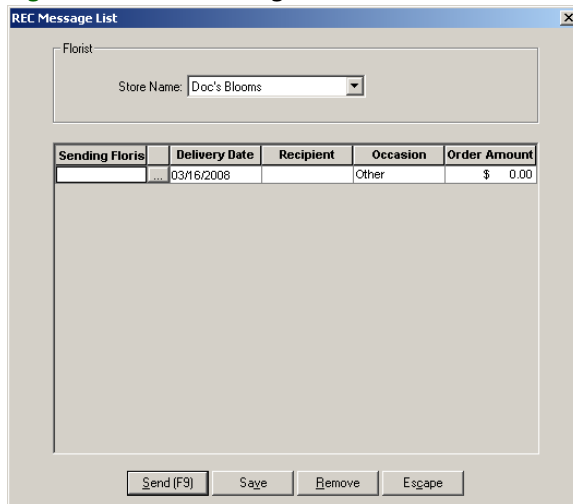 REC Message List
Florist
Store Name: Doc's Blooms
Sending Floris Delivery Date Recipient Occasion Order Amount
... 03/16/2008 Other $ 0.00
Send (F9) Save Remove Escape